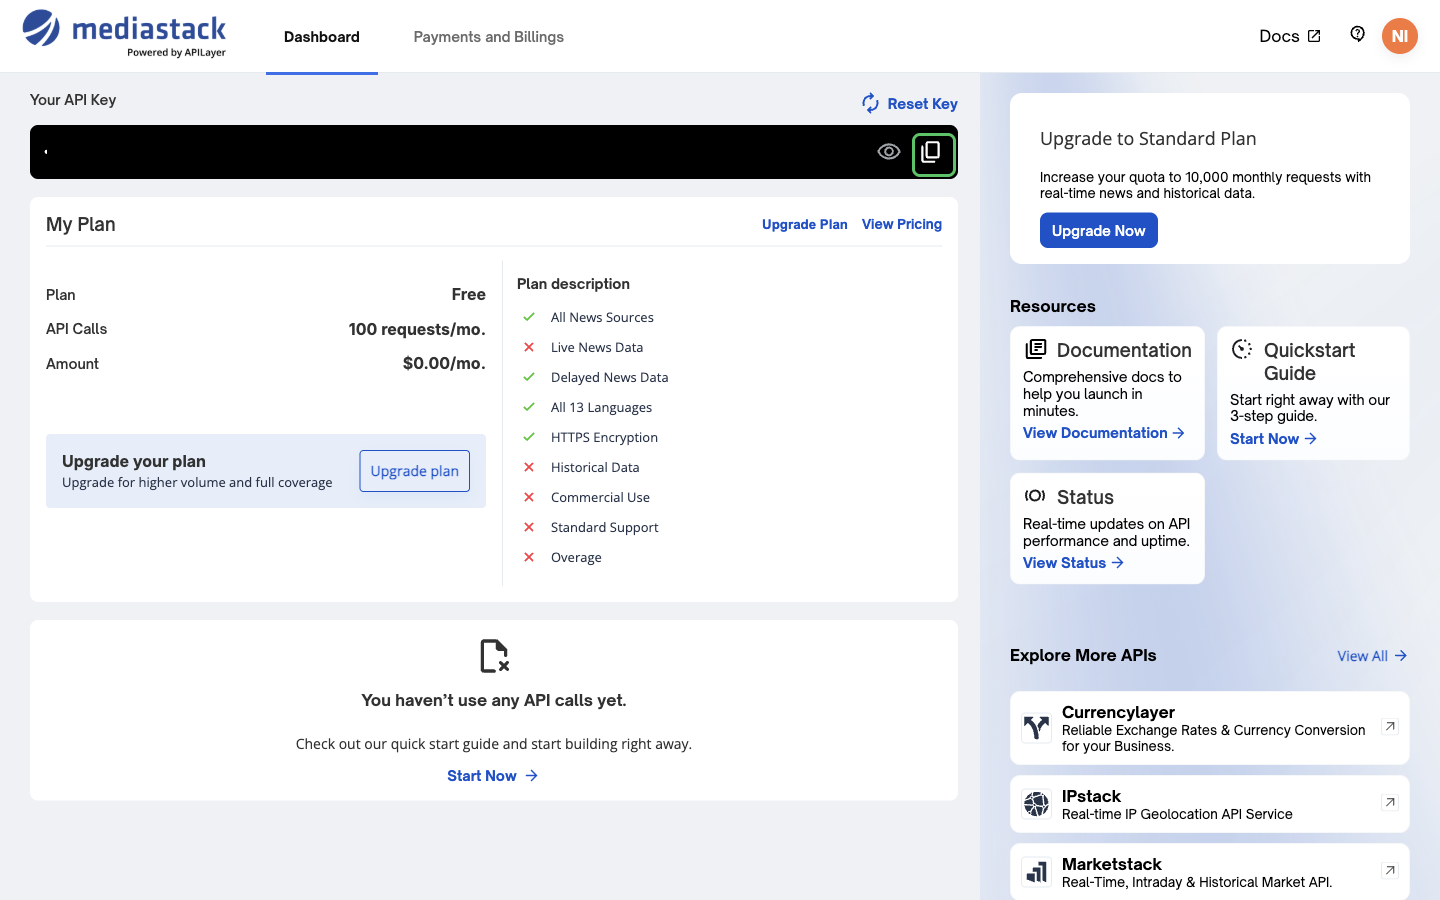 mediastack
Powered by APILayer
Dashboard
Payments and Billings
Docs
NI
Your API Key
Reset Key
My Plan
Upgrade Plan
View Pricing
Plan
Free
API Calls
100 requests/mo.
Amount
$0.00/mo.
Upgrade your plan
Upgrade for higher volume and full coverage
Upgrade plan
Plan description
All News Sources
Live News Data
Delayed News Data
All 13 Languages
HTTPS Encryption
Historical Data
Commercial Use
Standard Support
Overage
You haven’t use any API calls yet.
Check out our quick start guide and start building right away.
Start Now
Upgrade to Standard Plan
Increase your quota to 10,000 monthly requests with
real-time news and historical data.
Upgrade Now
Resources
Documentation
Comprehensive docs to
help you launch in
minutes.
View Documentation
Quickstart
Guide
Start right away with our
3-step guide.
Start Now
Status
Real-time updates on API
performance and uptime.
View Status
Explore More APIs
View All
Currencylayer
Reliable Exchange Rates & Currency Conversion
for your Business.
IPstack
Real-time IP Geolocation API Service
Marketstack
Real-Time, Intraday & Historical Market API.